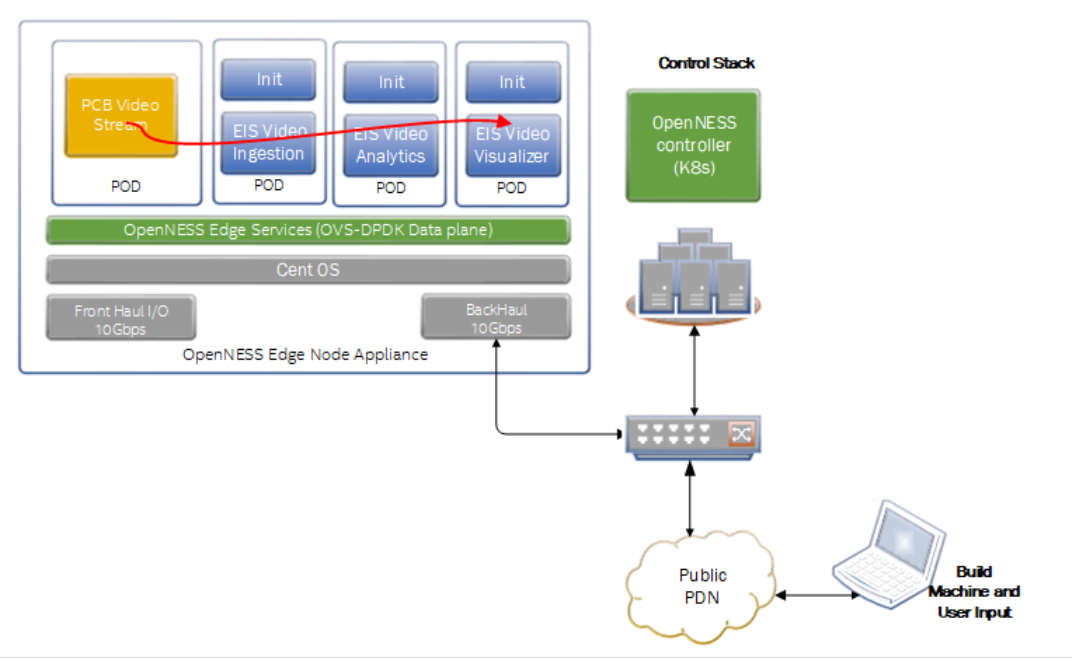 Control Stack
PCB Video
Stream
POD
Init
EIS Video
Ingestion
POD
Init
EIS Video
Analytics
POD
Init
EIS Video
Visualizer
POD
OpenNESS
controller
(K8s)
OpenNESS Edge Services (OVS-DPDK Data plane)
Cent OS
Front Haul I/O
10Gbps
BackHaul
10Gbps
OpenNESS Edge Node Appliance
Public
PDN
Build
Machine and
User Input